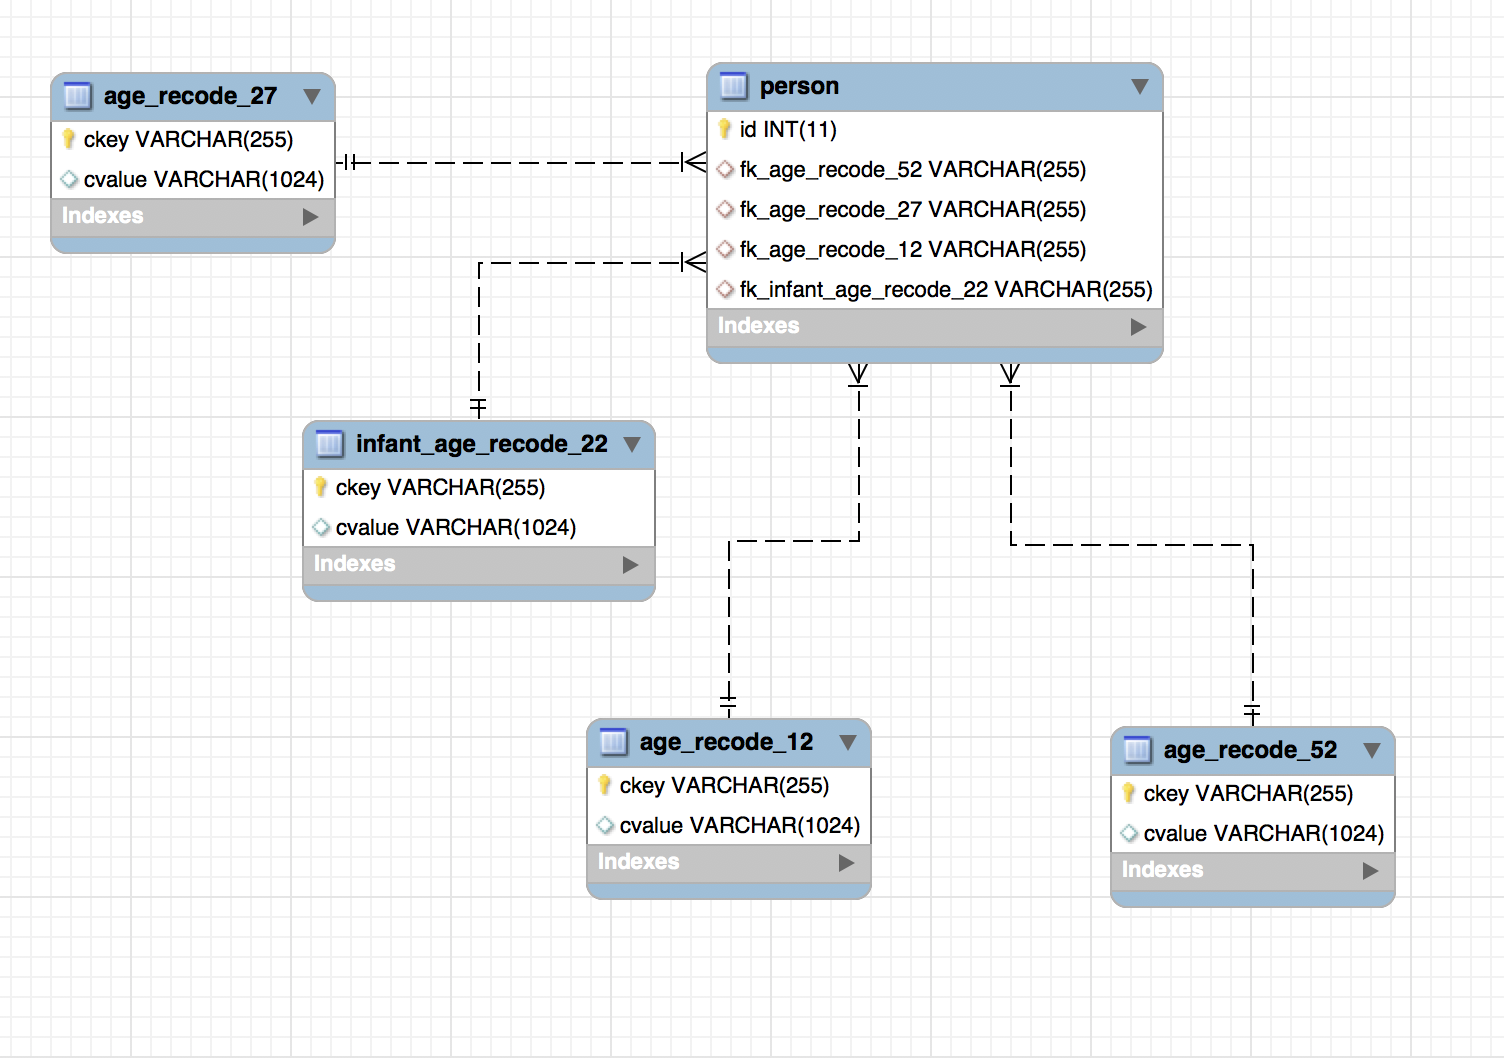 age_recode_27
ckey VARCHAR(255)
cvalue VARCHAR(1024)
Indexes
person
id INT(11)
fk_age_recode_52 VARCHAR(255)
fk_age_recode_27 VARCHAR(255)
fk_age_recode_12 VARCHAR(255)
fk_infant_age_recode_22 VARCHAR(255)
Indexes
infant_age_recode_22
ckey VARCHAR(255)
cvalue VARCHAR(1024)
Indexes
age_recode_12
ckey VARCHAR(255)
cvalue VARCHAR(1024)
Indexes
age_recode_52
ckey VARCHAR(255)
cvalue VARCHAR(1024)
Indexes